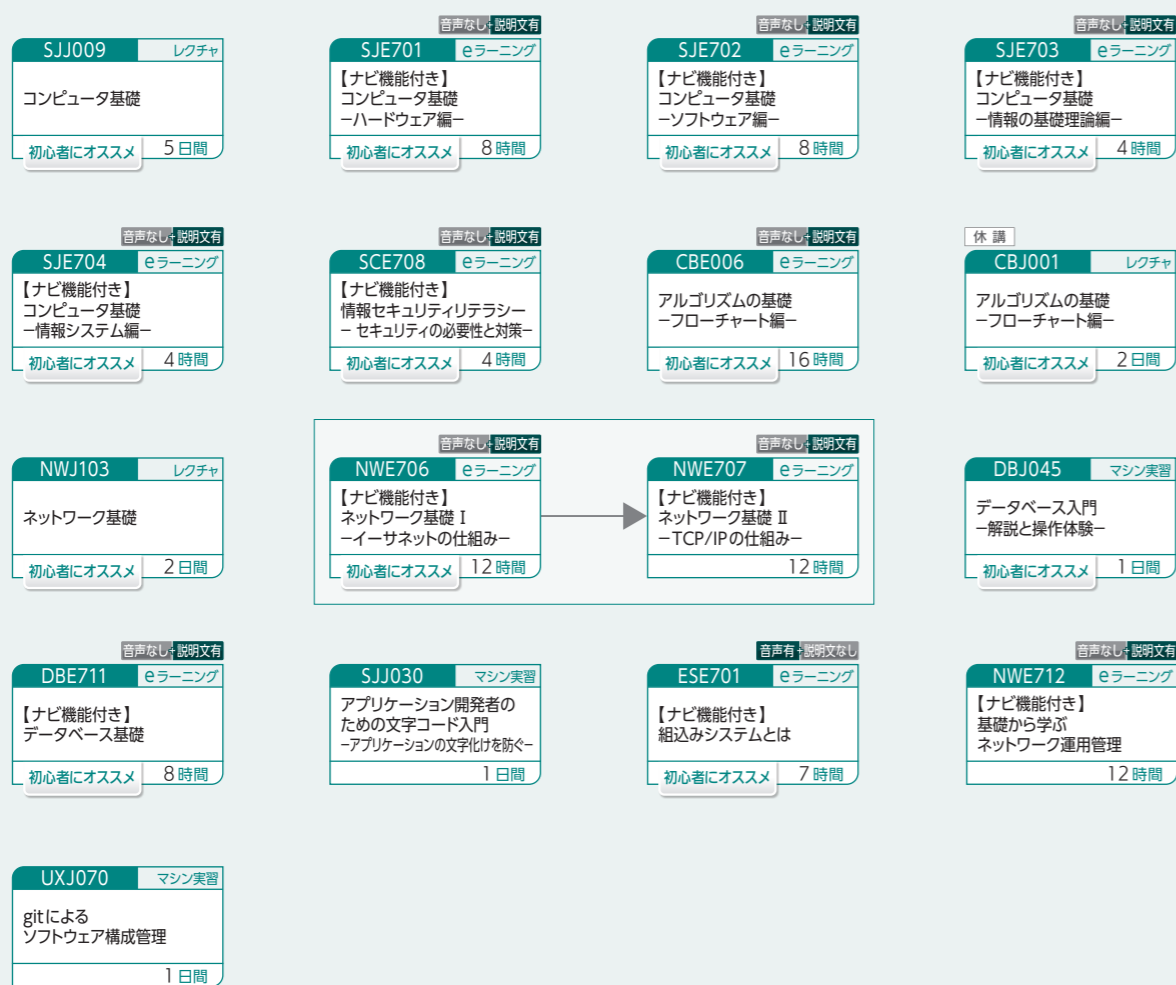 SJJ009 レクチャ
コンピュータ基礎
初心者にオススメ 5日間
音声なし+説明文有
SJE701 eラーニング
【ナビ機能付き】
コンピュータ基礎
−ハードウェア編−
初心者にオススメ 8時間
音声なし+説明文有
SJE702 eラーニング
【ナビ機能付き】
コンピュータ基礎
−ソフトウェア編−
初心者にオススメ 8時間
音声なし+説明文有
SJE703 eラーニング
【ナビ機能付き】
コンピュータ基礎
−情報の基礎理論編−
初心者にオススメ 4時間
音声なし+説明文有
SJE704 eラーニング
【ナビ機能付き】
コンピュータ基礎
−情報システム編−
初心者にオススメ 4時間
音声なし+説明文有
SCE708 eラーニング
【ナビ機能付き】
情報セキュリティリテラシー
− セキュリティの必要性と対策−
初心者にオススメ 4時間
音声なし+説明文有
CBE006 eラーニング
アルゴリズムの基礎
−フローチャート編−
初心者にオススメ 16時間
休講
CBJ001 レクチャ
アルゴリズムの基礎
−フローチャート編−
初心者にオススメ 2日間
NWJ103 レクチャ
ネットワーク基礎
初心者にオススメ 2日間
音声なし+説明文有
NWE706 eラーニング
【ナビ機能付き】
ネットワーク基礎 Ⅰ
−イーサネットの仕組み−
初心者にオススメ 12時間
音声なし+説明文有
NWE707 eラーニング
【ナビ機能付き】
ネットワーク基礎 Ⅱ
−TCP/IPの仕組み−
12時間
DBJ045 マシン実習
データベース入門
−解説と操作体験−
初心者にオススメ 1日間
音声なし+説明文有
DBE711 eラーニング
【ナビ機能付き】
データベース基礎
初心者にオススメ 8時間
SJJ030 マシン実習
アプリケーション開発者の
ための文字コード入門
−アプリケーションの文字化けを防ぐ−
1日間
音声有+説明文なし
ESE701 eラーニング
【ナビ機能付き】
組込みシステムとは
初心者にオススメ 7時間
音声なし+説明文有
NWE712 eラーニング
【ナビ機能付き】
基礎から学ぶ
ネットワーク運用管理
12時間
UXJ070 マシン実習
gitによる
ソフトウェア構成管理
1日間